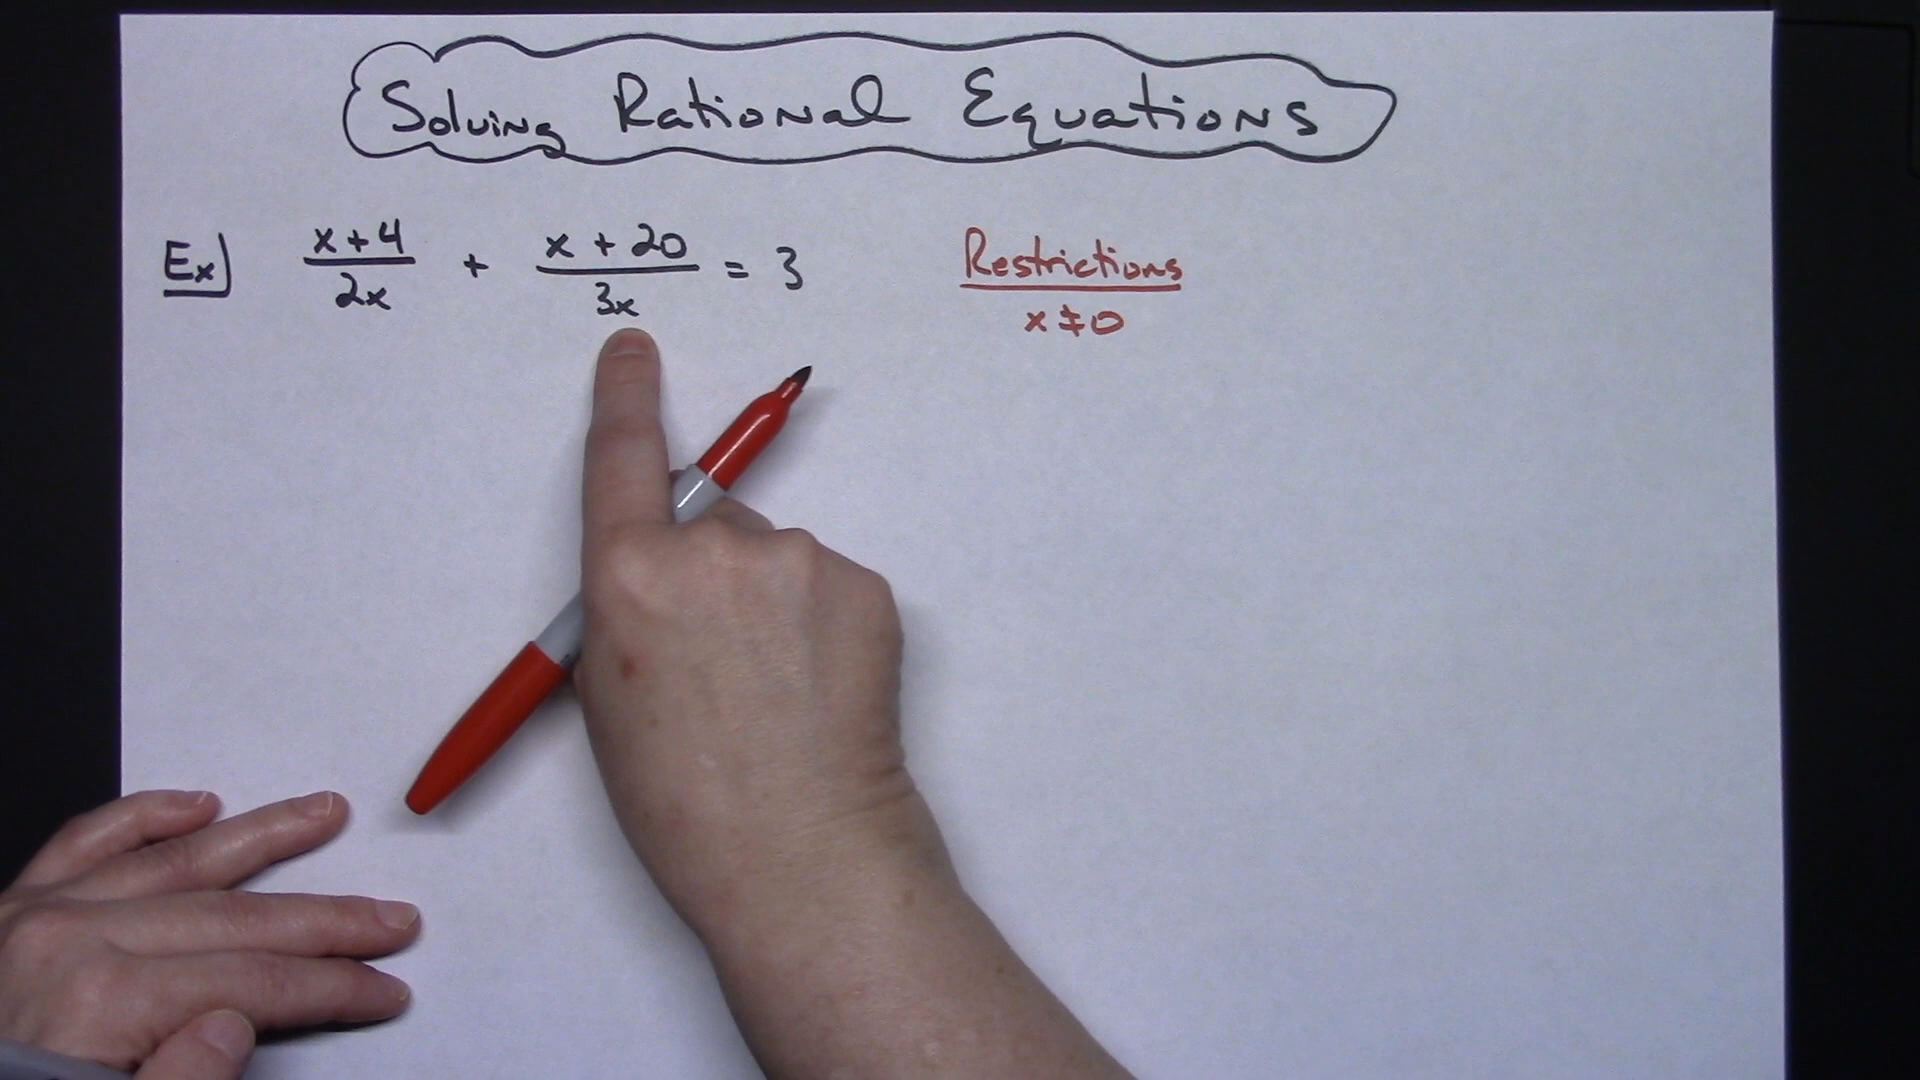 Solving Rational Equations
Ex) x+4/2x + x+20/3x = 3
Restrictions
x≠0